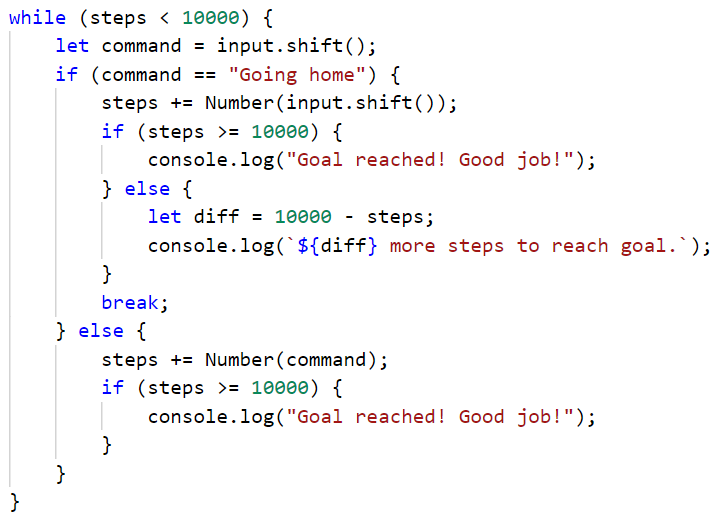 while (steps < 10000) {
    let command = input.shift();
    if (command == "Going home") {
        steps += Number(input.shift());
        if (steps >= 10000) {
            console.log("Goal reached! Good job!");
        } else {
            let diff = 10000 - steps;
            console.log(`${diff} more steps to reach goal.`);
        }
        break;
    } else {
        steps += Number(command);
        if (steps >= 10000) {
            console.log("Goal reached! Good job!");
        }
    }
}